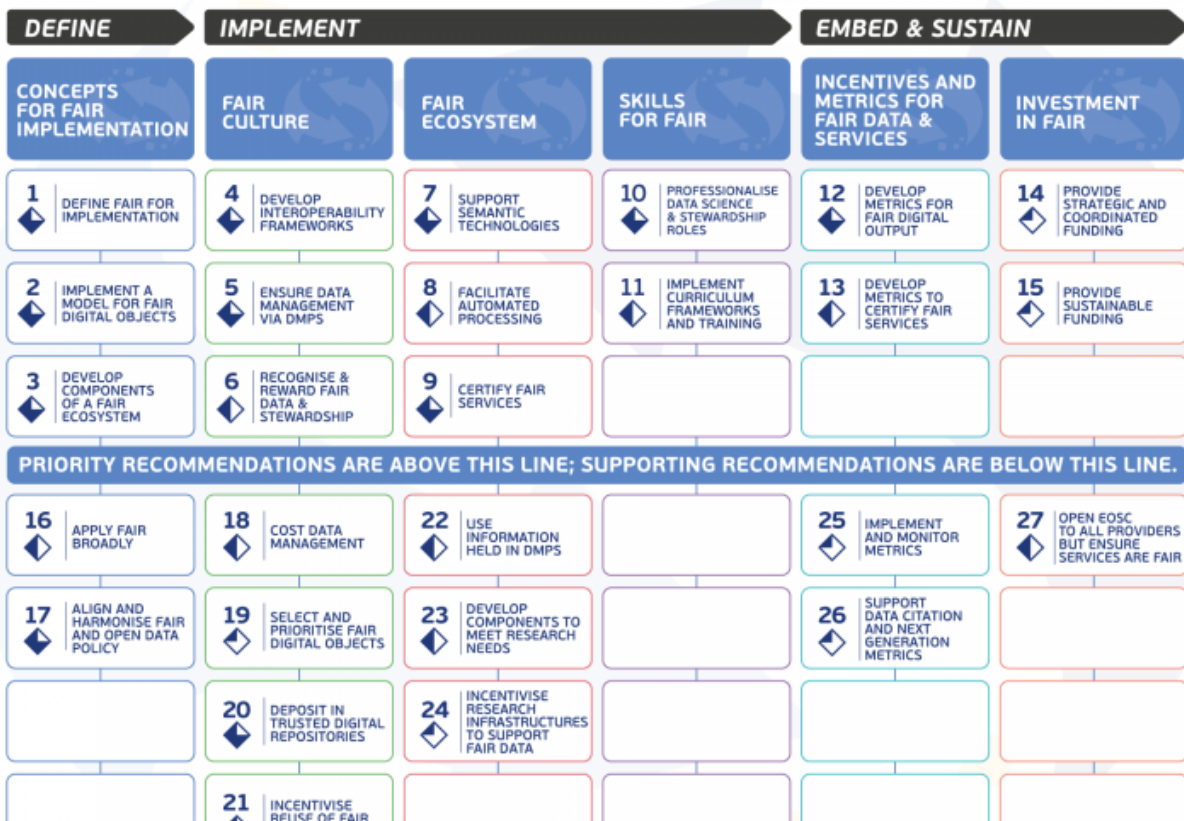 DEFINE
IMPLEMENT
EMBED & SUSTAIN
CONCEPTS
FOR FAIR
IMPLEMENTATION
FAIR
CULTURE
FAIR
ECOSYSTEM
SKILLS
FOR FAIR
INCENTIVES AND
METRICS FOR
FAIR DATA &
SERVICES
INVESTMENT
IN FAIR
1
DEFINE FAIR FOR
IMPLEMENTATION
4
DEVELOP
INTEROPERABILITY
FRAMEWORKS
7
SUPPORT
SEMANTIC
TECHNOLOGIES
10
PROFESSIONALISE
DATA SCIENCE
& STEWARDSHIP
ROLES
12
DEVELOP
METRICS FOR
FAIR DIGITAL
OUTPUT
14
PROVIDE
STRATEGIC AND
COORDINATED
FUNDING
2
IMPLEMENT A
MODEL FOR FAIR
DIGITAL OBJECTS
5
ENSURE DATA
MANAGEMENT
VIA DMPS
8
FACILITATE
AUTOMATED
PROCESSING
11
IMPLEMENT
CURRICULUM
FRAMEWORKS
AND TRAINING
13
DEVELOP
METRICS TO
CERTIFY FAIR
SERVICES
15
PROVIDE
SUSTAINABLE
FUNDING
3
DEVELOP
COMPONENTS
OF A FAIR
ECOSYSTEM
6
RECOGNISE &
REWARD FAIR
DATA &
STEWARDSHIP
9
CERTIFY FAIR
SERVICES
PRIORITY RECOMMENDATIONS ARE ABOVE THIS LINE; SUPPORTING RECOMMENDATIONS ARE BELOW THIS LINE.
16
APPLY FAIR
BROADLY
18
COST DATA
MANAGEMENT
22
USE
INFORMATION
HELD IN DMPS
25
IMPLEMENT
AND MONITOR
METRICS
27
OPEN EOSC
TO ALL PROVIDERS
BUT ENSURE
SERVICES ARE FAIR
17
ALIGN AND
HARMONISE FAIR
AND OPEN DATA
POLICY
19
SELECT AND
PRIORITISE FAIR
DIGITAL OBJECTS
23
DEVELOP
COMPONENTS TO
MEET RESEARCH
NEEDS
26
SUPPORT
DATA CITATION
AND NEXT
GENERATION
METRICS
20
DEPOSIT IN
TRUSTED DIGITAL
REPOSITORIES
24
INCENTIVISE
RESEARCH
INFRASTRUCTURES
TO SUPPORT
FAIR DATA
21
INCENTIVISE
REUSE OF FAIR